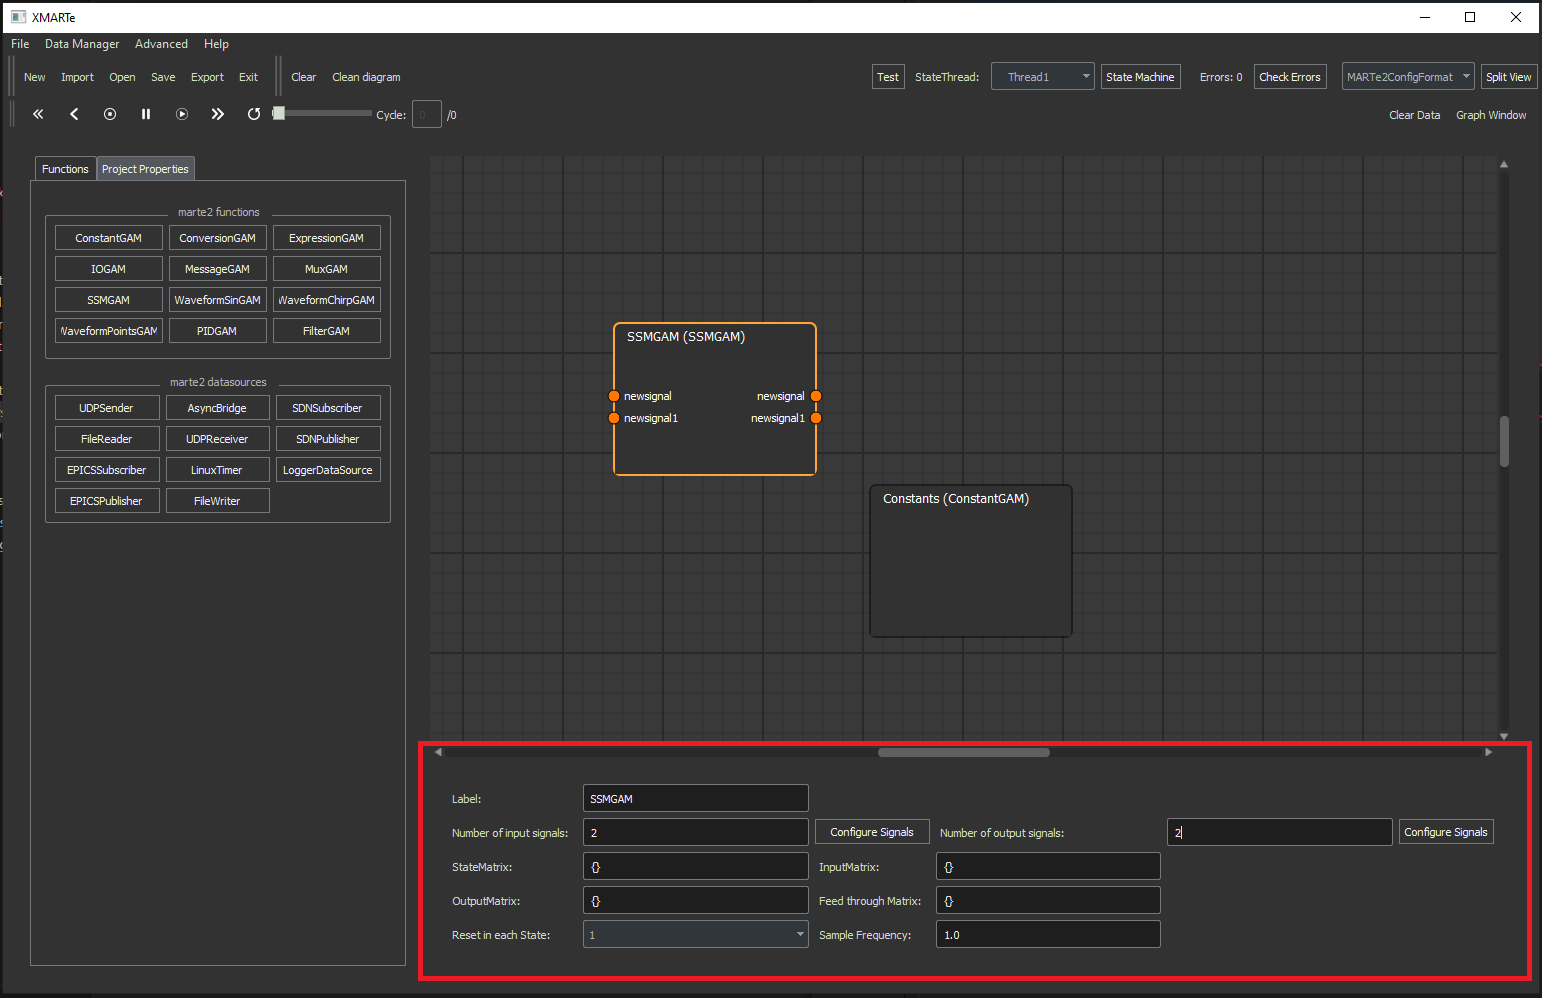 XMARTe
File Data Manager Advanced Help
New Import Open Save Export Exit Clear Clean diagram Test StateThread: Thread1 State Machine Errors: 0 Check Errors MARTe2ConfigFormat Split View
Cycle: 0 /0 Clear Data Graph Window
Functions Project Properties
marte2 functions
ConstantGAM ConversionGAM ExpressionGAM
IOGAM MessageGAM MuxGAM
SSMGAM WaveformSinGAM WaveformChirpGAM
WaveformPointsGAM PIDGAM FilterGAM
marte2 datasources
UDPSender AsyncBridge SDNSubscriber
FileReader UDPReceiver SDNPublisher
EPICSSubscriber LinuxTimer LoggerDataSource
EPICSPublisher FileWriter
SSMGAM (SSMGAM)
newsignal newsignal
newsignal1 newsignal1
Constants (ConstantGAM)
Label: SSMGAM
Number of input signals: 2 Configure Signals Number of output signals: 2 Configure Signals
StateMatrix: {} InputMatrix: {}
OutputMatrix: {} Feed through Matrix: {}
Reset in each State: 1 Sample Frequency: 1.0